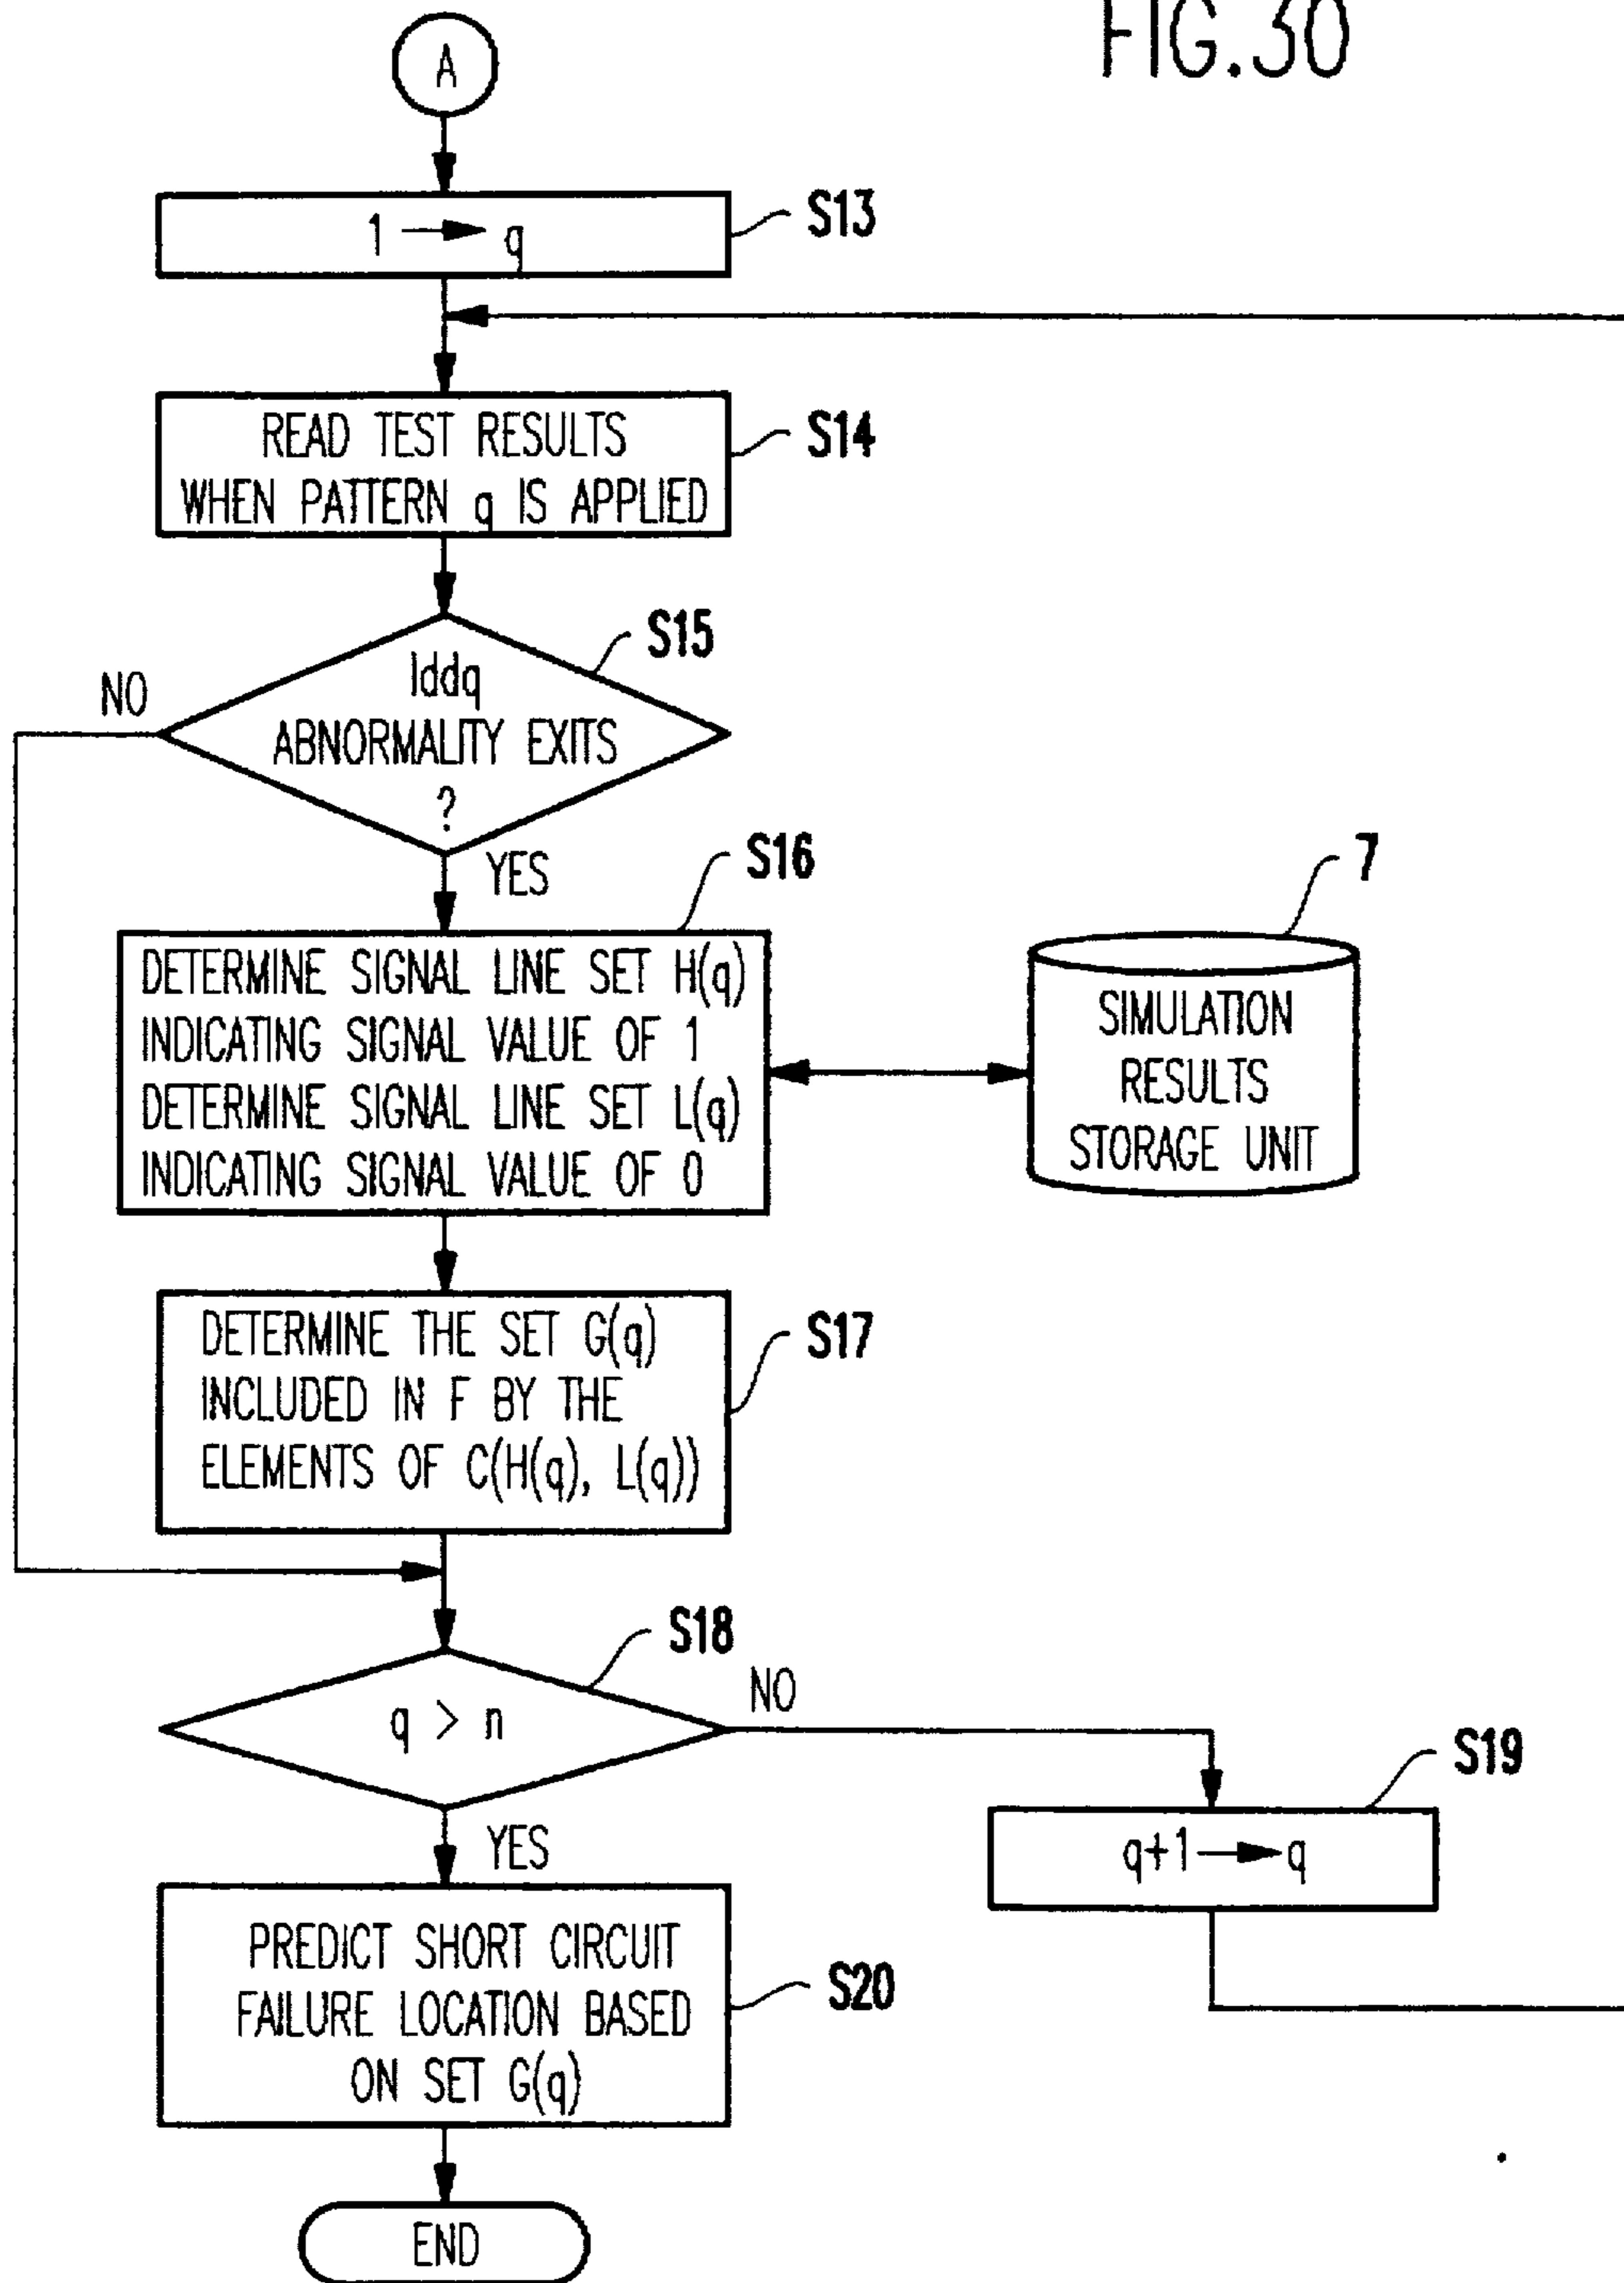 FIG.30
A
1 → q
S13
READ TEST RESULTS
WHEN PATTERN q IS APPLIED
S14
Iddq
ABNORMALITY EXITS
?
S15
NO
YES
S16
DETERMINE SIGNAL LINE SET H(q)
INDICATING SIGNAL VALUE OF 1
DETERMINE SIGNAL LINE SET L(q)
INDICATING SIGNAL VALUE OF 0
7
SIMULATION
RESULTS
STORAGE UNIT
DETERMINE THE SET G(q)
INCLUDED IN F BY THE
ELEMENTS OF C(H(q), L(q))
S17
S18
q > n
NO
YES
S19
q+1 → q
PREDICT SHORT CIRCUIT
FAILURE LOCATION BASED
ON SET G(q)
S20
END